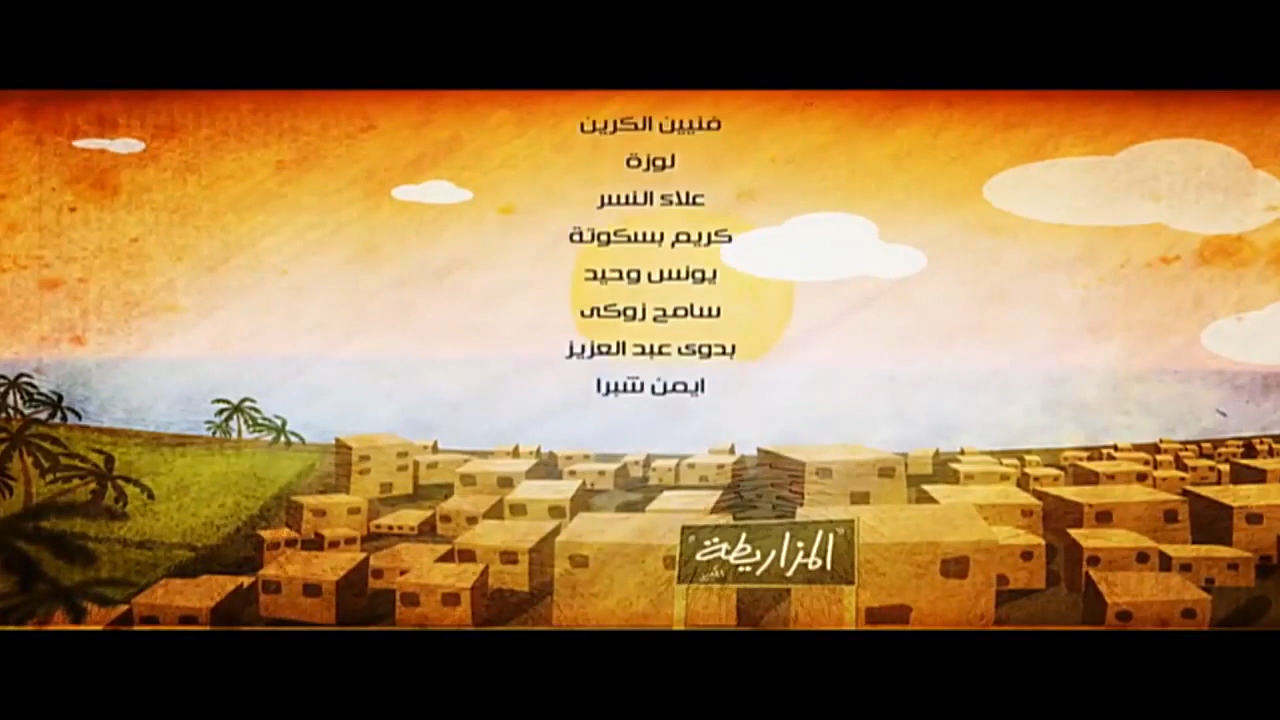 فنيين الكرين
لوزة
علاء النسر
كريم بسكوتة
يونس وحيد
سامح زوكى
بدوى عبد العزيز
ايمن شبرا
"المزاريطة"